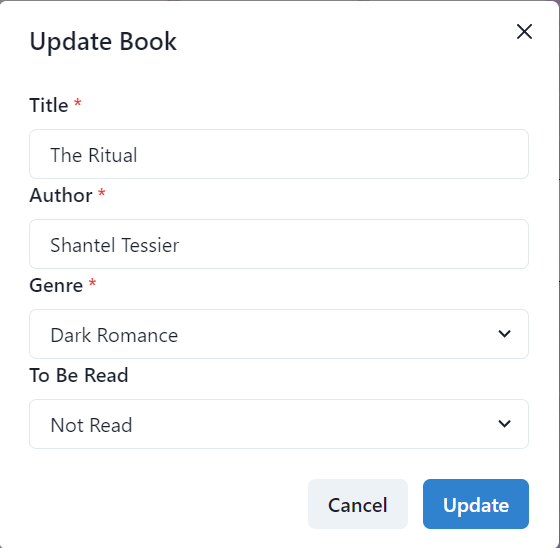 Update Book
Title *
The Ritual
Author *
Shantel Tessier
Genre *
Dark Romance
To Be Read
Not Read
Cancel
Update